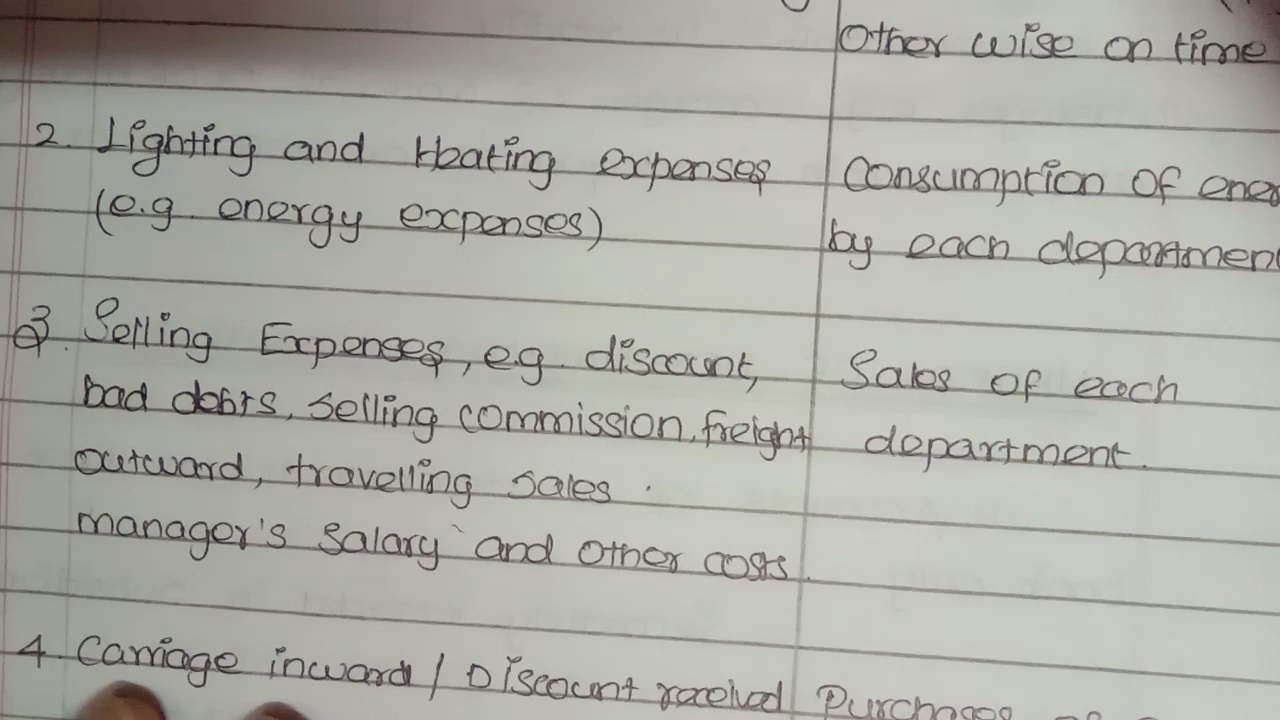 Other wise on time
2. Lighting and Heating expenses
(e.g. energy expenses)
Consumption of
by each
3. Selling Expenses, e.g. discount,
bad debts, selling commission, freight
outward, travelling sales
manager's salary and other costs
Sales of each
department.
4. Carriage inward / Discount received